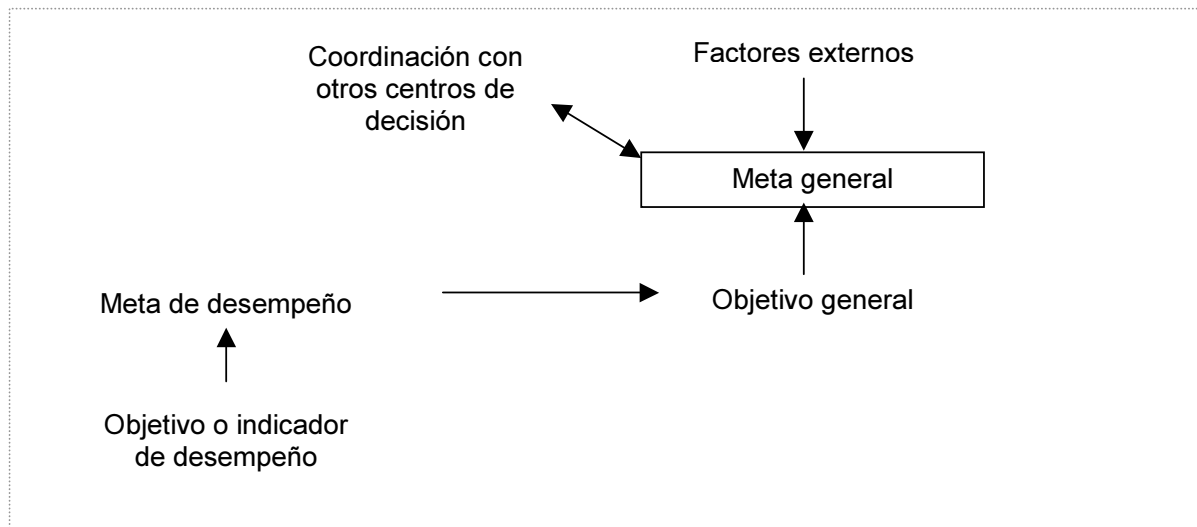 Coordinación con
otros centros de
decisión
Factores externos
Meta general
Objetivo general
Meta de desempeño
Objetivo o indicador
de desempeño